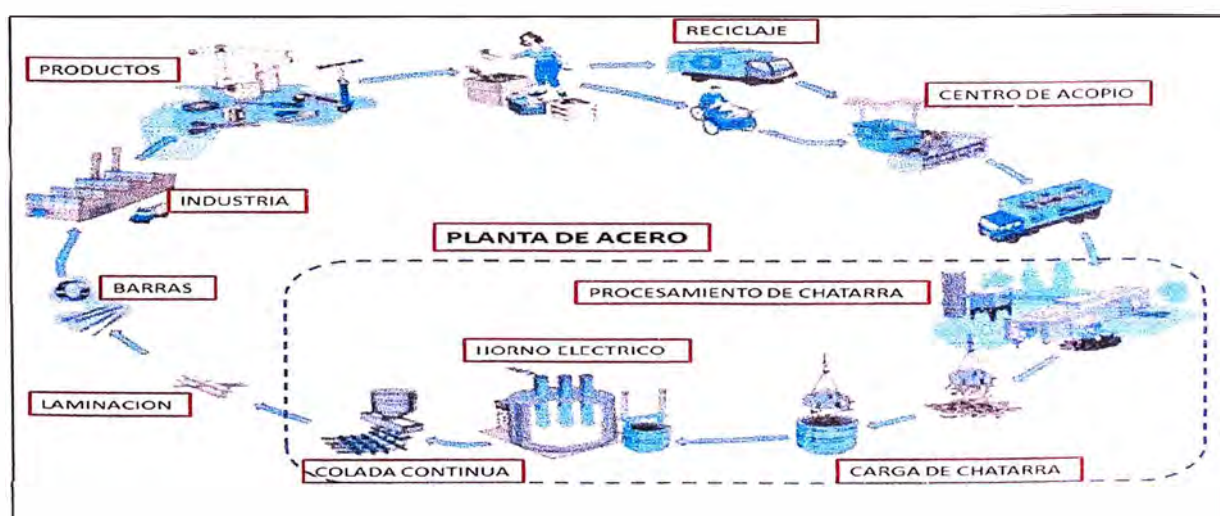 RECICLAJE
PRODUCTOS
CENTRO DE ACOPIO
INDUSTRIA
PLANTA DE ACERO
BARRAS
PROCESAMIENTO DE CHATARRA
HORNO ELECTRICO
LAMINACION
COLADA CONTINUA
CARGA DE CHATARRA